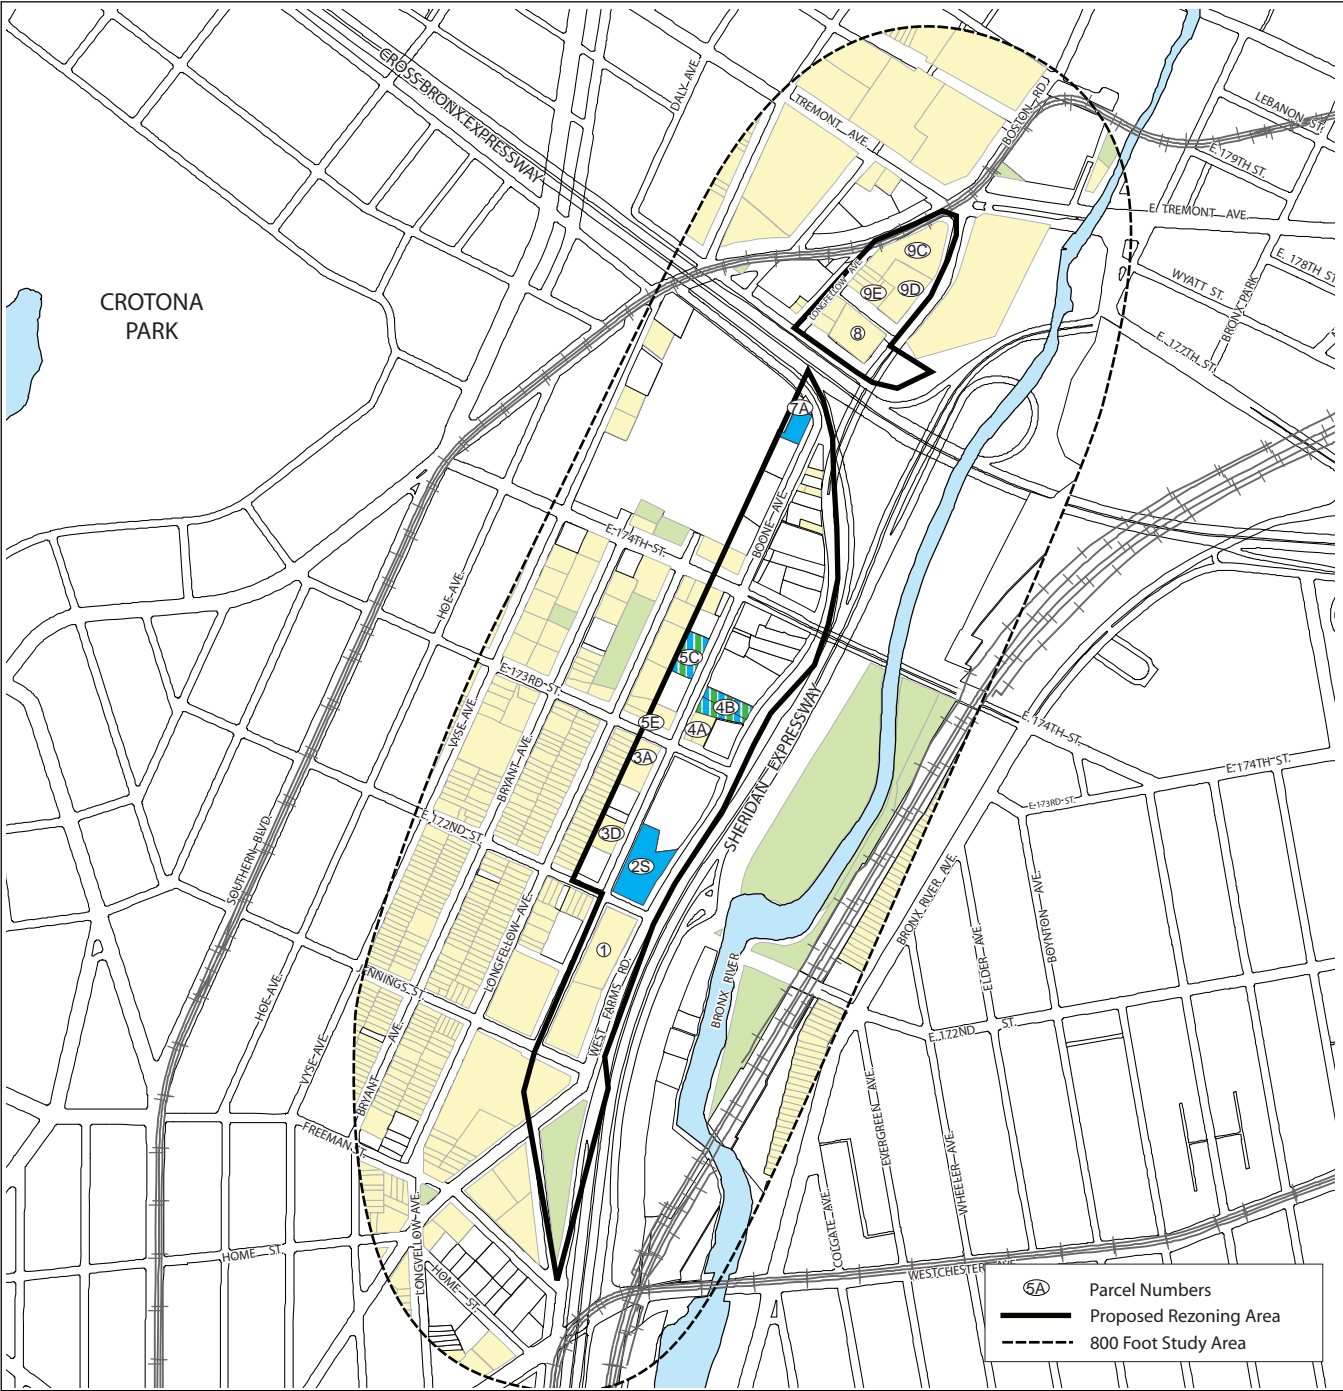 CROSS-BRONX EXPRESSWAY
DALY AVE.
TREMONT AVE.
BOSTON RD.
LEBANON ST.
E 179TH ST.
E. TREMONT AVE.
E. 178TH ST.
WYATT ST.
BRONX PARK
E. 177TH ST.
CROTONA
PARK
LONGFELLOW AVE.
9C
9E
9D
8
7A
BOONE AVE.
E. 174TH ST.
HOE AVE.
E. 173RD ST.
5C
4B
5E
4A
3A
3D
2S
1
VYSE AVE.
BRYANT AVE.
E. 172ND ST.
SOUTHERN BLVD.
SHERIDAN EXPRESSWAY
E. 174TH ST.
E. 174TH ST.
E. 173RD ST.
BRONX RIVER AVE.
ELDER AVE.
BOYNTON AVE.
LONGFELLOW AVE.
JENNINGS ST.
HOE AVE.
VYSE AVE.
BRYANT AVE.
WEST FARMS RD.
BRONX RIVER
E. 172ND ST.
FREEMAN ST.
EVERGREEN AVE.
WHEELER AVE.
COLGATE AVE.
HOME ST.
LONGVELLOW AVE.
HOME ST.
WESTCHESTER AVE.
5A Parcel Numbers
Proposed Rezoning Area
800 Foot Study Area